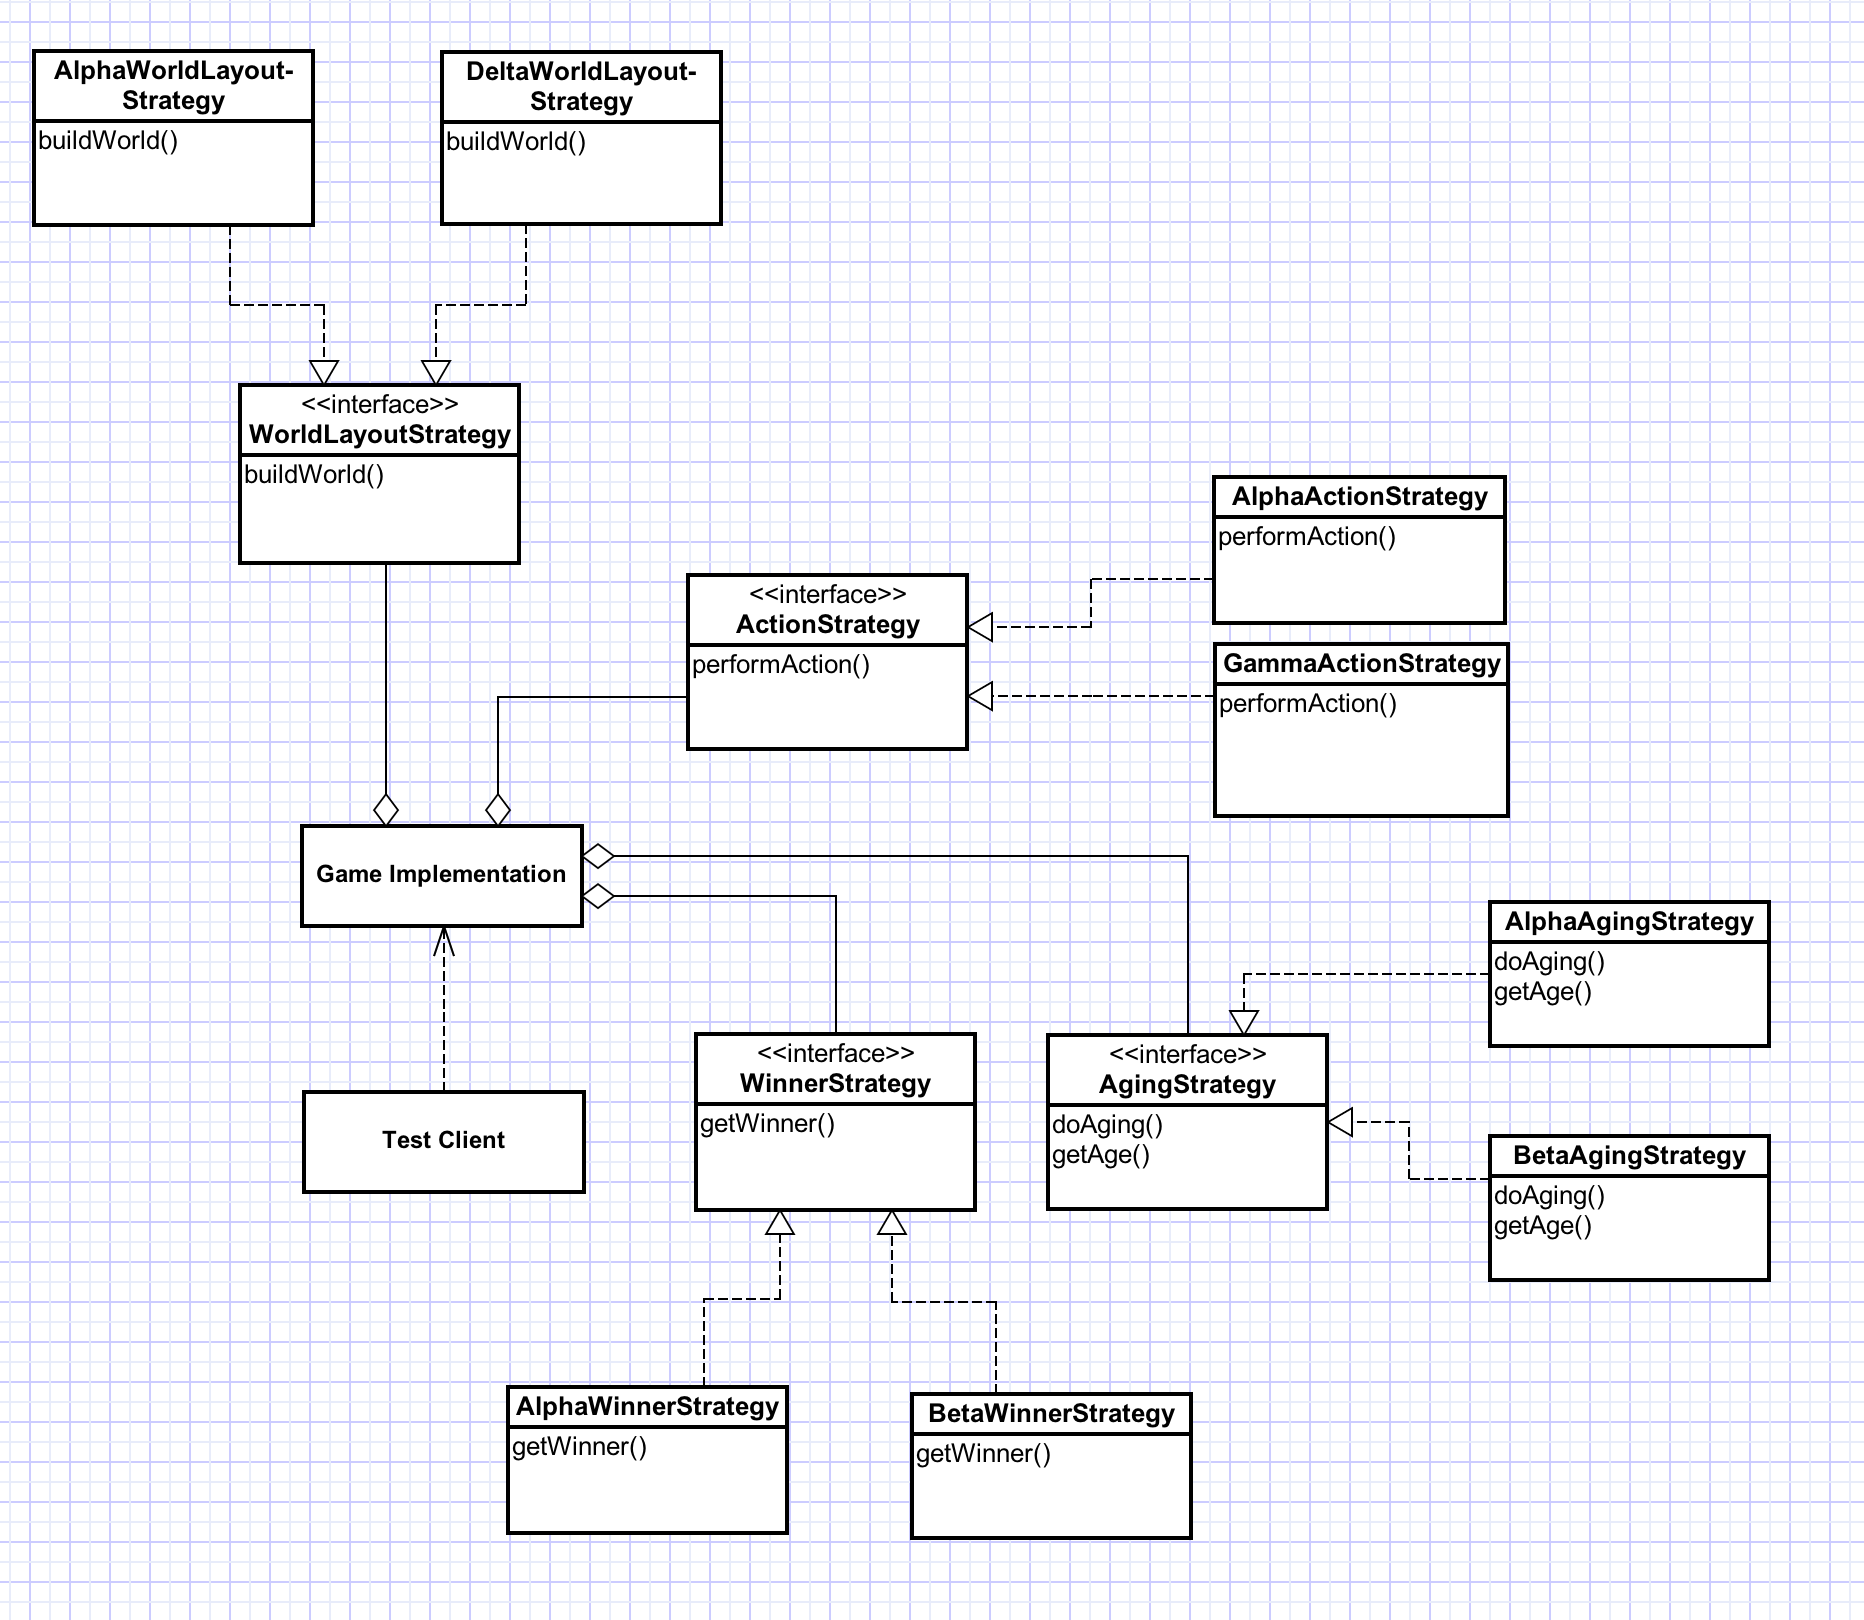 AlphaWorldLayout-
Strategy
buildWorld()
DeltaWorldLayout-
Strategy
buildWorld()
<<interface>>
WorldLayoutStrategy
buildWorld()
<<interface>>
ActionStrategy
performAction()
AlphaActionStrategy
performAction()
GammaActionStrategy
performAction()
Game Implementation
Test Client
<<interface>>
WinnerStrategy
getWinner()
<<interface>>
AgingStrategy
doAging()
getAge()
AlphaAgingStrategy
doAging()
getAge()
BetaAgingStrategy
doAging()
getAge()
AlphaWinnerStrategy
getWinner()
BetaWinnerStrategy
getWinner()